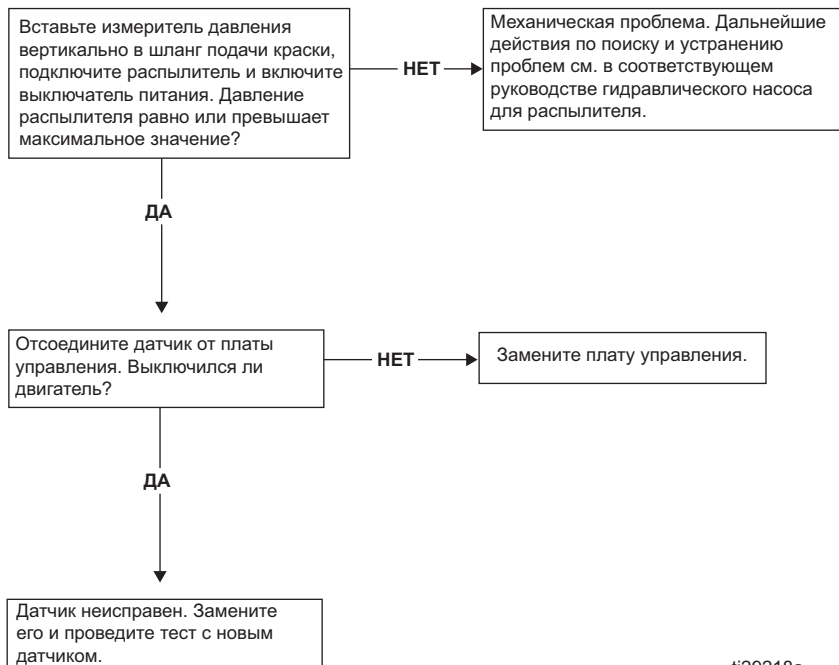 Вставьте измеритель давления
вертикально в шланг подачи краски,
подключите распылитель и включите
выключатель питания. Давление
распылителя равно или превышает
максимальное значение?
НЕТ
Механическая проблема. Дальнейшие
действия по поиску и устранению
проблем см. в соответствующем
руководстве гидравлического насоса
для распылителя.
ДА
Отсоедините датчик от платы
управления. Выключился ли
двигатель?
НЕТ
Замените плату управления.
ДА
Датчик неисправен. Замените
его и проведите тест с новым
датчиком.